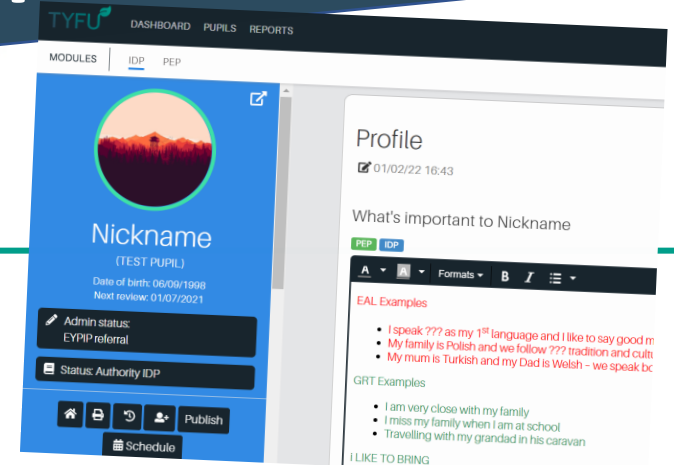 TYFU
DASHBOARD PUPILS REPORTS
MODULES IDP PEP
Nickname
(TEST PUPIL)
Date of birth: 06/09/1998
Next review: 01/07/2021
Admin status:
EYPIP referral
Status: Authority IDP
Publish
Schedule
Profile
01/02/22 16:43
What's important to Nickname
PEP IDP
A A Formats B I
EAL Examples
• I speak ??? as my 1st language and I like to say good m
• My family is Polish and we follow ??? tradition and cultu
• My mum is Turkish and my Dad is Welsh – we speak bo
GRT Examples
• I am very close with my family
• I miss my family when I am at school
• Travelling with my grandad in his caravan
I LIKE TO BRING